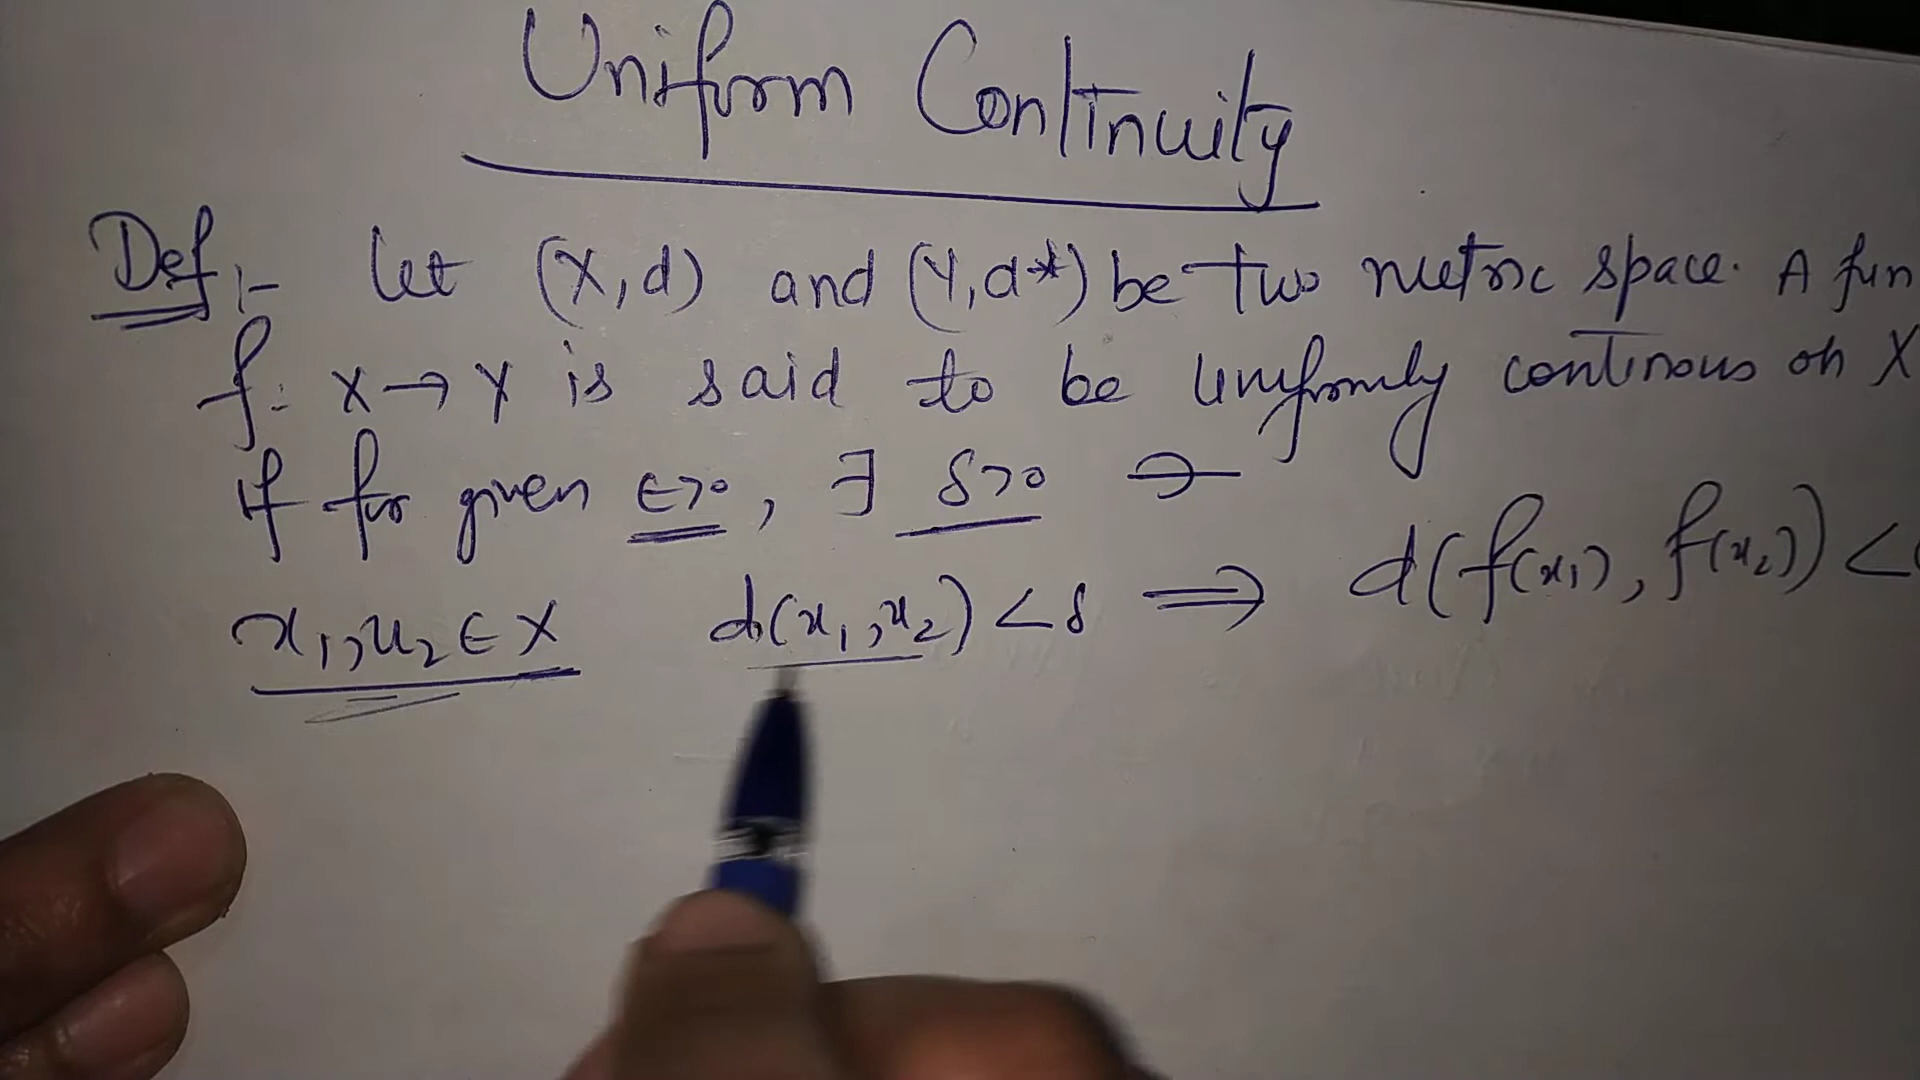 Uniform Continuity
Def:- let (X,d) and (Y,d*) be two metric space. A fun
f: X→Y is said to be Uniformly continous on X
if for given ε>0, ∃ δ>0 ∋
x₁,x₂ ∈ X d(x₁,x₂)<δ ⟹ d(f(x₁), f(x₂))<